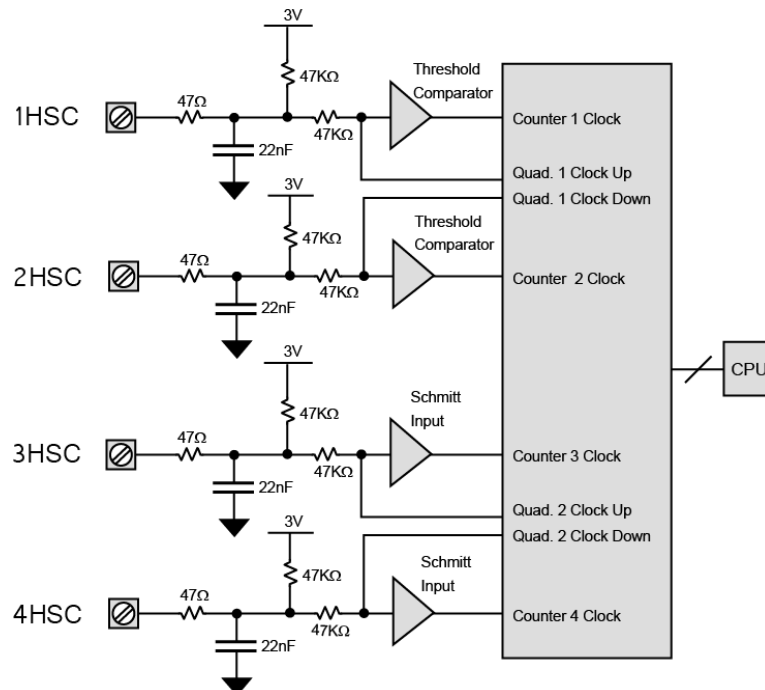 3V
47KΩ
Threshold
Comparator
47Ω
1HSC
47KΩ
Counter 1 Clock
22nF
Quad. 1 Clock Up
3V
Quad. 1 Clock Down
47KΩ
Threshold
Comparator
47Ω
2HSC
47KΩ
Counter 2 Clock
22nF
3V
CPU
47KΩ
Schmitt
Input
47Ω
3HSC
47KΩ
Counter 3 Clock
22nF
Quad. 2 Clock Up
3V
Quad. 2 Clock Down
47KΩ
Schmitt
Input
47Ω
4HSC
47KΩ
Counter 4 Clock
22nF